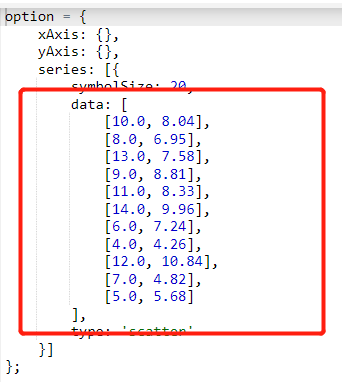 option = {
xAxis: {},
yAxis: {},
series: [{
symbolSize: 20,
data: [
[10.0, 8.04],
[8.0, 6.95],
[13.0, 7.58],
[9.0, 8.81],
[11.0, 8.33],
[14.0, 9.96],
[6.0, 7.24],
[4.0, 4.26],
[12.0, 10.84],
[7.0, 4.82],
[5.0, 5.68]
],
type: 'scatter'
}]
};